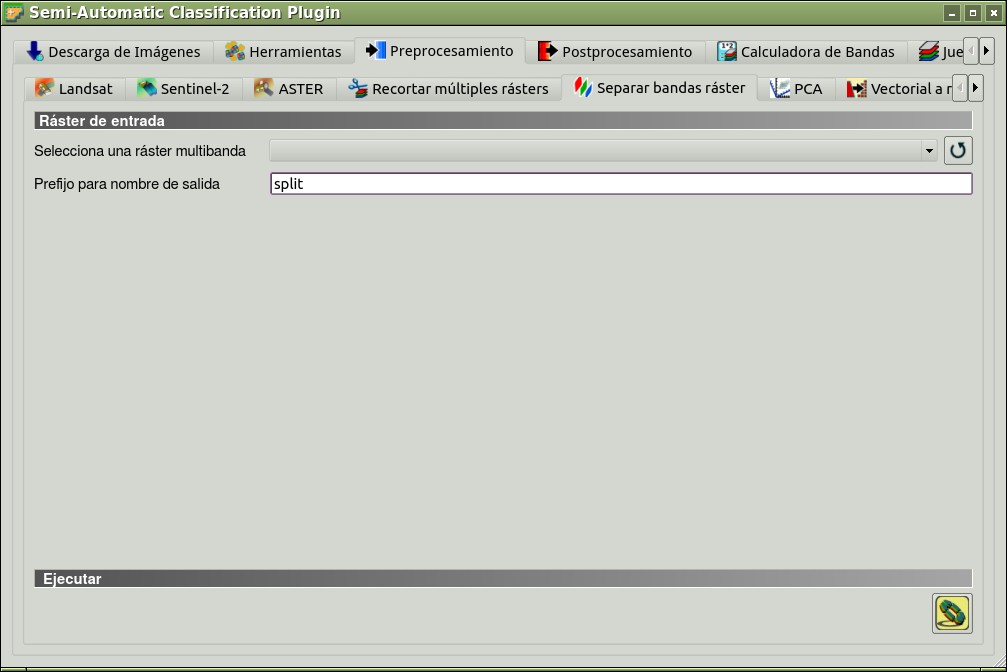 Semi-Automatic Classification Plugin
Descarga de Imágenes Herramientas Preprocesamiento Postprocesamiento Calculadora de Bandas Jue
Landsat Sentinel-2 ASTER Recortar múltiples rásters Separar bandas ráster PCA Vectorial a r
Ráster de entrada
Selecciona una ráster multibanda
Prefijo para nombre de salida split
Ejecutar